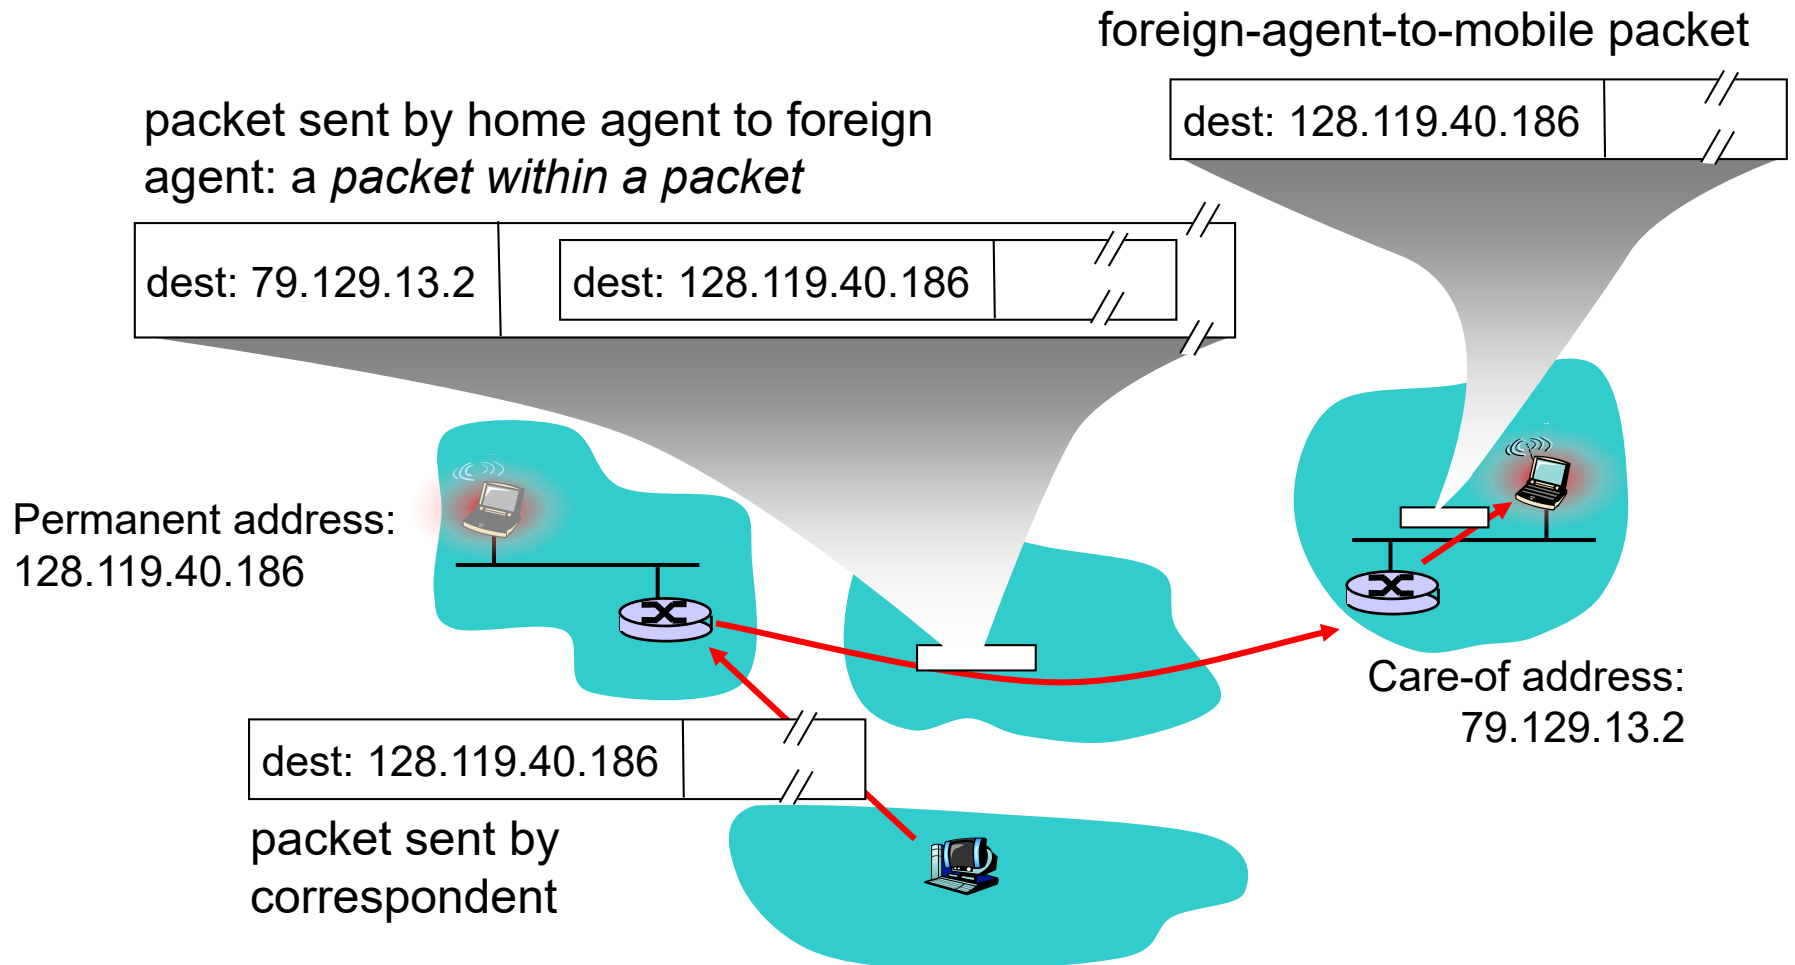 foreign-agent-to-mobile packet
dest: 128.119.40.186
packet sent by home agent to foreign
agent: a packet within a packet
dest: 79.129.13.2
dest: 128.119.40.186
Permanent address:
128.119.40.186
Care-of address:
79.129.13.2
dest: 128.119.40.186
packet sent by
correspondent